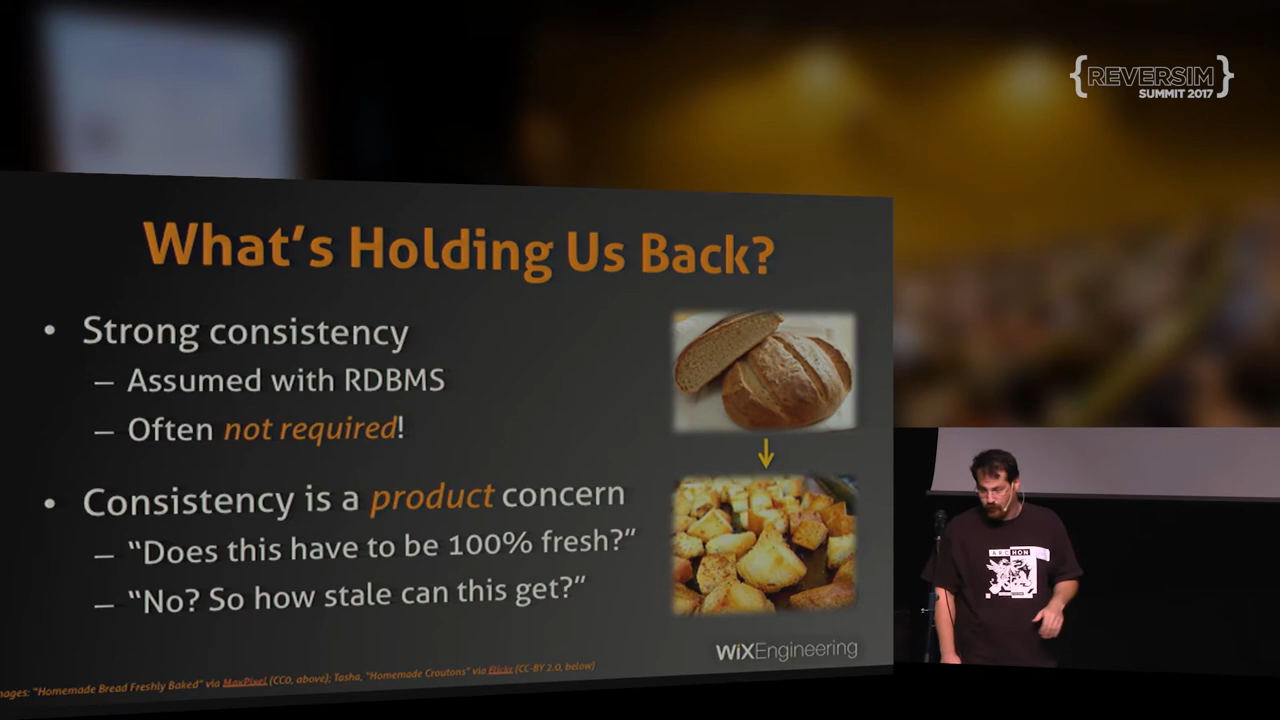 {REVERSIM}
SUMMIT 2017
What's Holding Us Back?
• Strong consistency
– Assumed with RDBMS
– Often not required!
• Consistency is a product concern
– “Does this have to be 100% fresh?”
– “No? So how stale can this get?”
WiXEngineering
mages: “Homemade Bread Freshly Baked” via MaxPixel (CC0, above); Tasha, “Homemade Croutons” via Flickr (CC-BY 2.0, below)
ARCHON